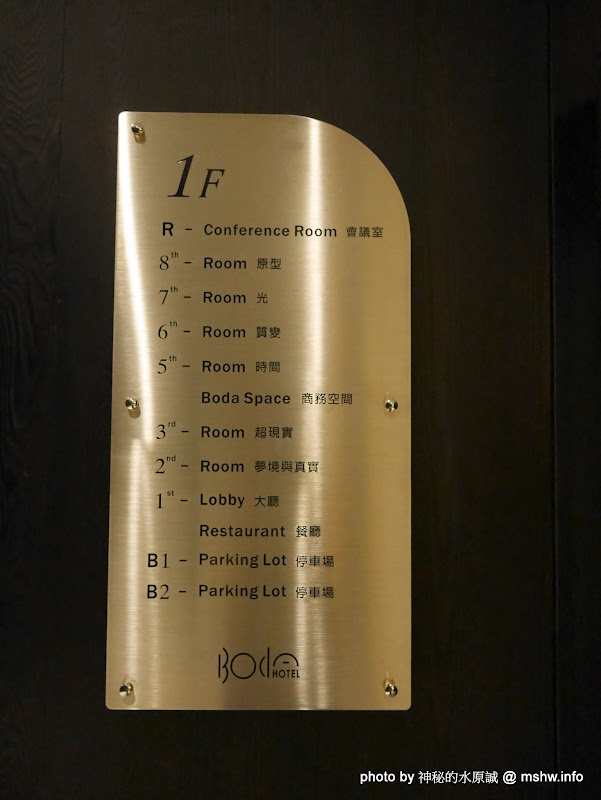 1F
R - Conference Room 會議室
8th - Room 原型
7th - Room 光
6th - Room 質變
5th - Room 時間
Boda Space 商務空間
3rd - Room 超現實
2nd - Room 夢境與真實
1st - Lobby 大廳
Restaurant 餐廳
B1 - Parking Lot 停車場
B2 - Parking Lot 停車場
Boda HOTEL
photo by 神秘的水原誠 @ mshw.info